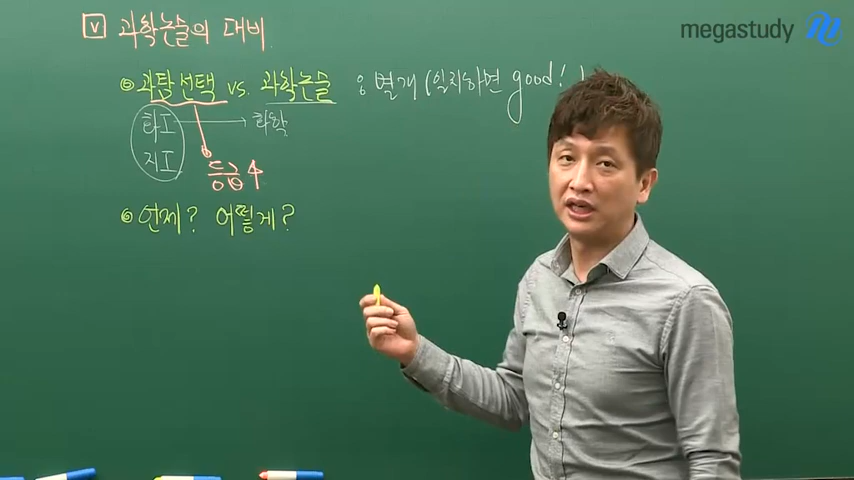 megastudy
V 과학논술의 대비
◎ 과탐선택 vs. 과학논술 : 별개 (일치하면 good! )
화I → 화학
지I
등급↑
◎ 언제? 어떻게?